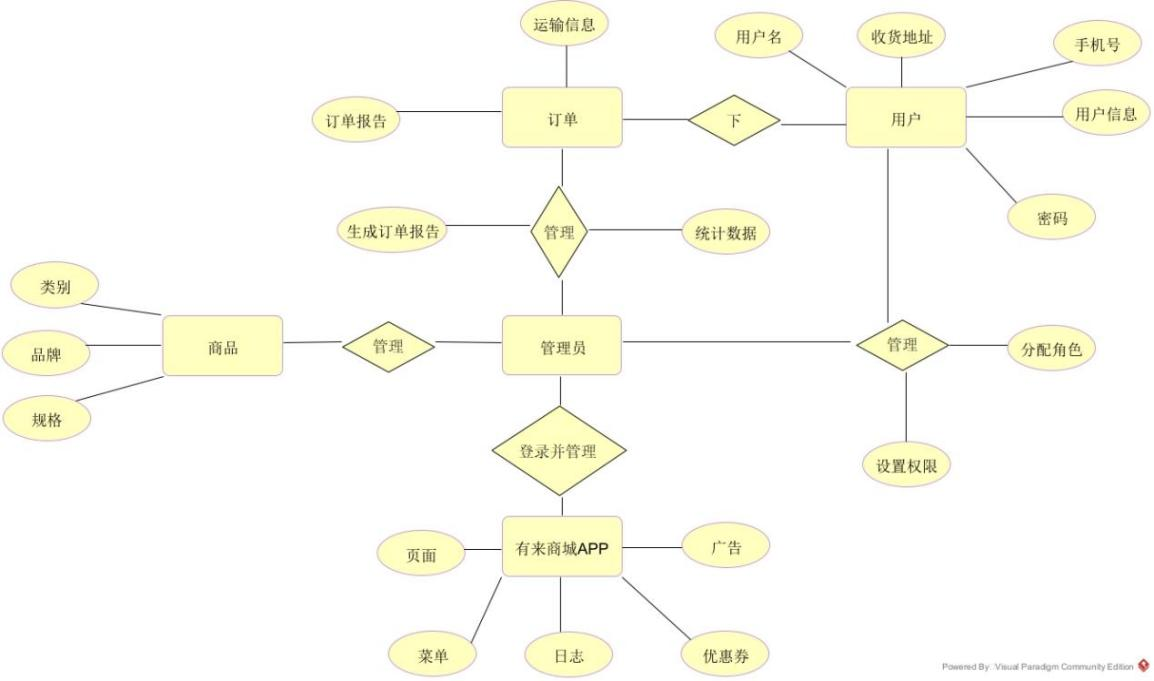 运输信息
用户名
收货地址
手机号
订单报告
订单
下
用户
用户信息
生成订单报告
管理
统计数据
密码
类别
品牌
规格
商品
管理
管理员
管理
分配角色
登录并管理
设置权限
页面
有来商城APP
广告
菜单
日志
优惠券
Powered By: Visual Paradigm Community Edition